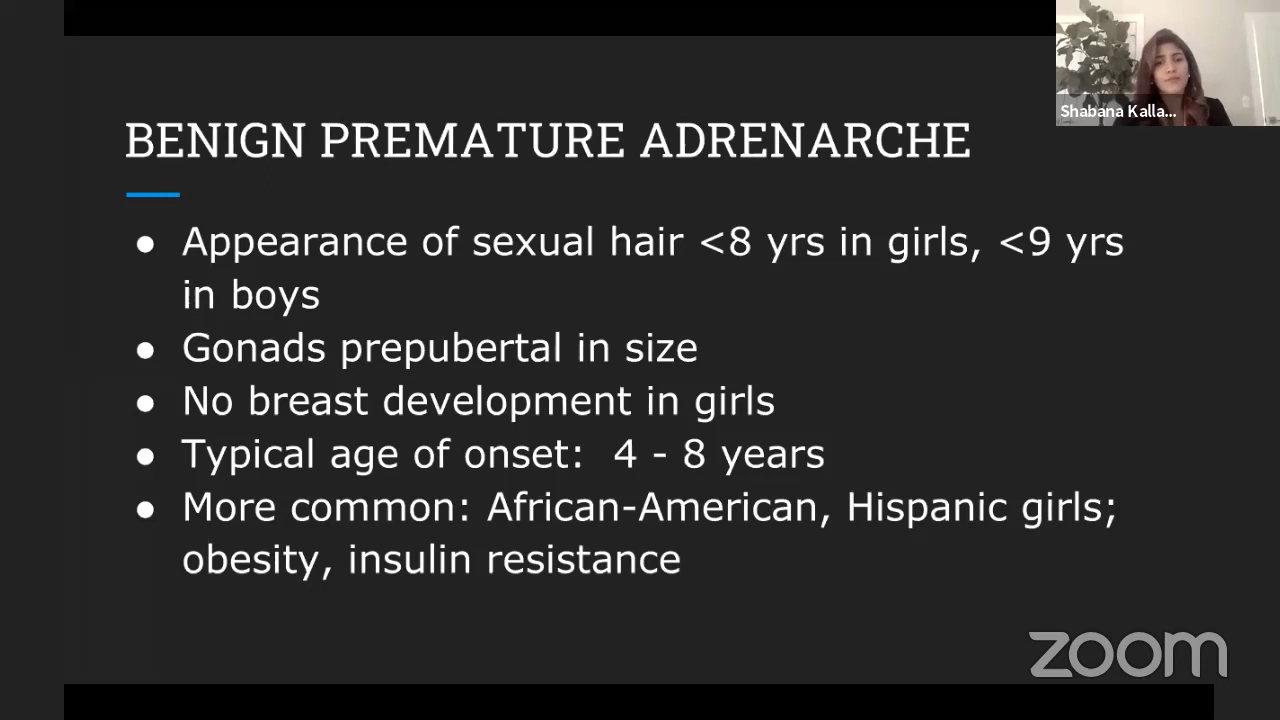 Shabana Kalla...
BENIGN PREMATURE ADRENARCHE
● Appearance of sexual hair <8 yrs in girls, <9 yrs
in boys
● Gonads prepubertal in size
● No breast development in girls
● Typical age of onset:  4 - 8 years
● More common: African-American, Hispanic girls;
obesity, insulin resistance
zoom